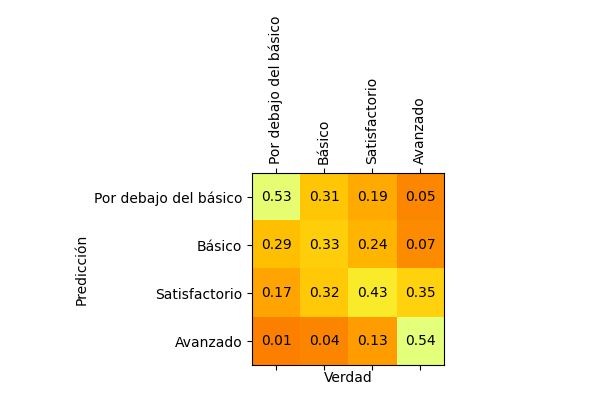 Por debajo del básico
Básico
Satisfactorio
Avanzado
Por debajo del básico 0.53 0.31 0.19 0.05
Básico 0.29 0.33 0.24 0.07
Satisfactorio 0.17 0.32 0.43 0.35
Avanzado 0.01 0.04 0.13 0.54
Predicción
Verdad